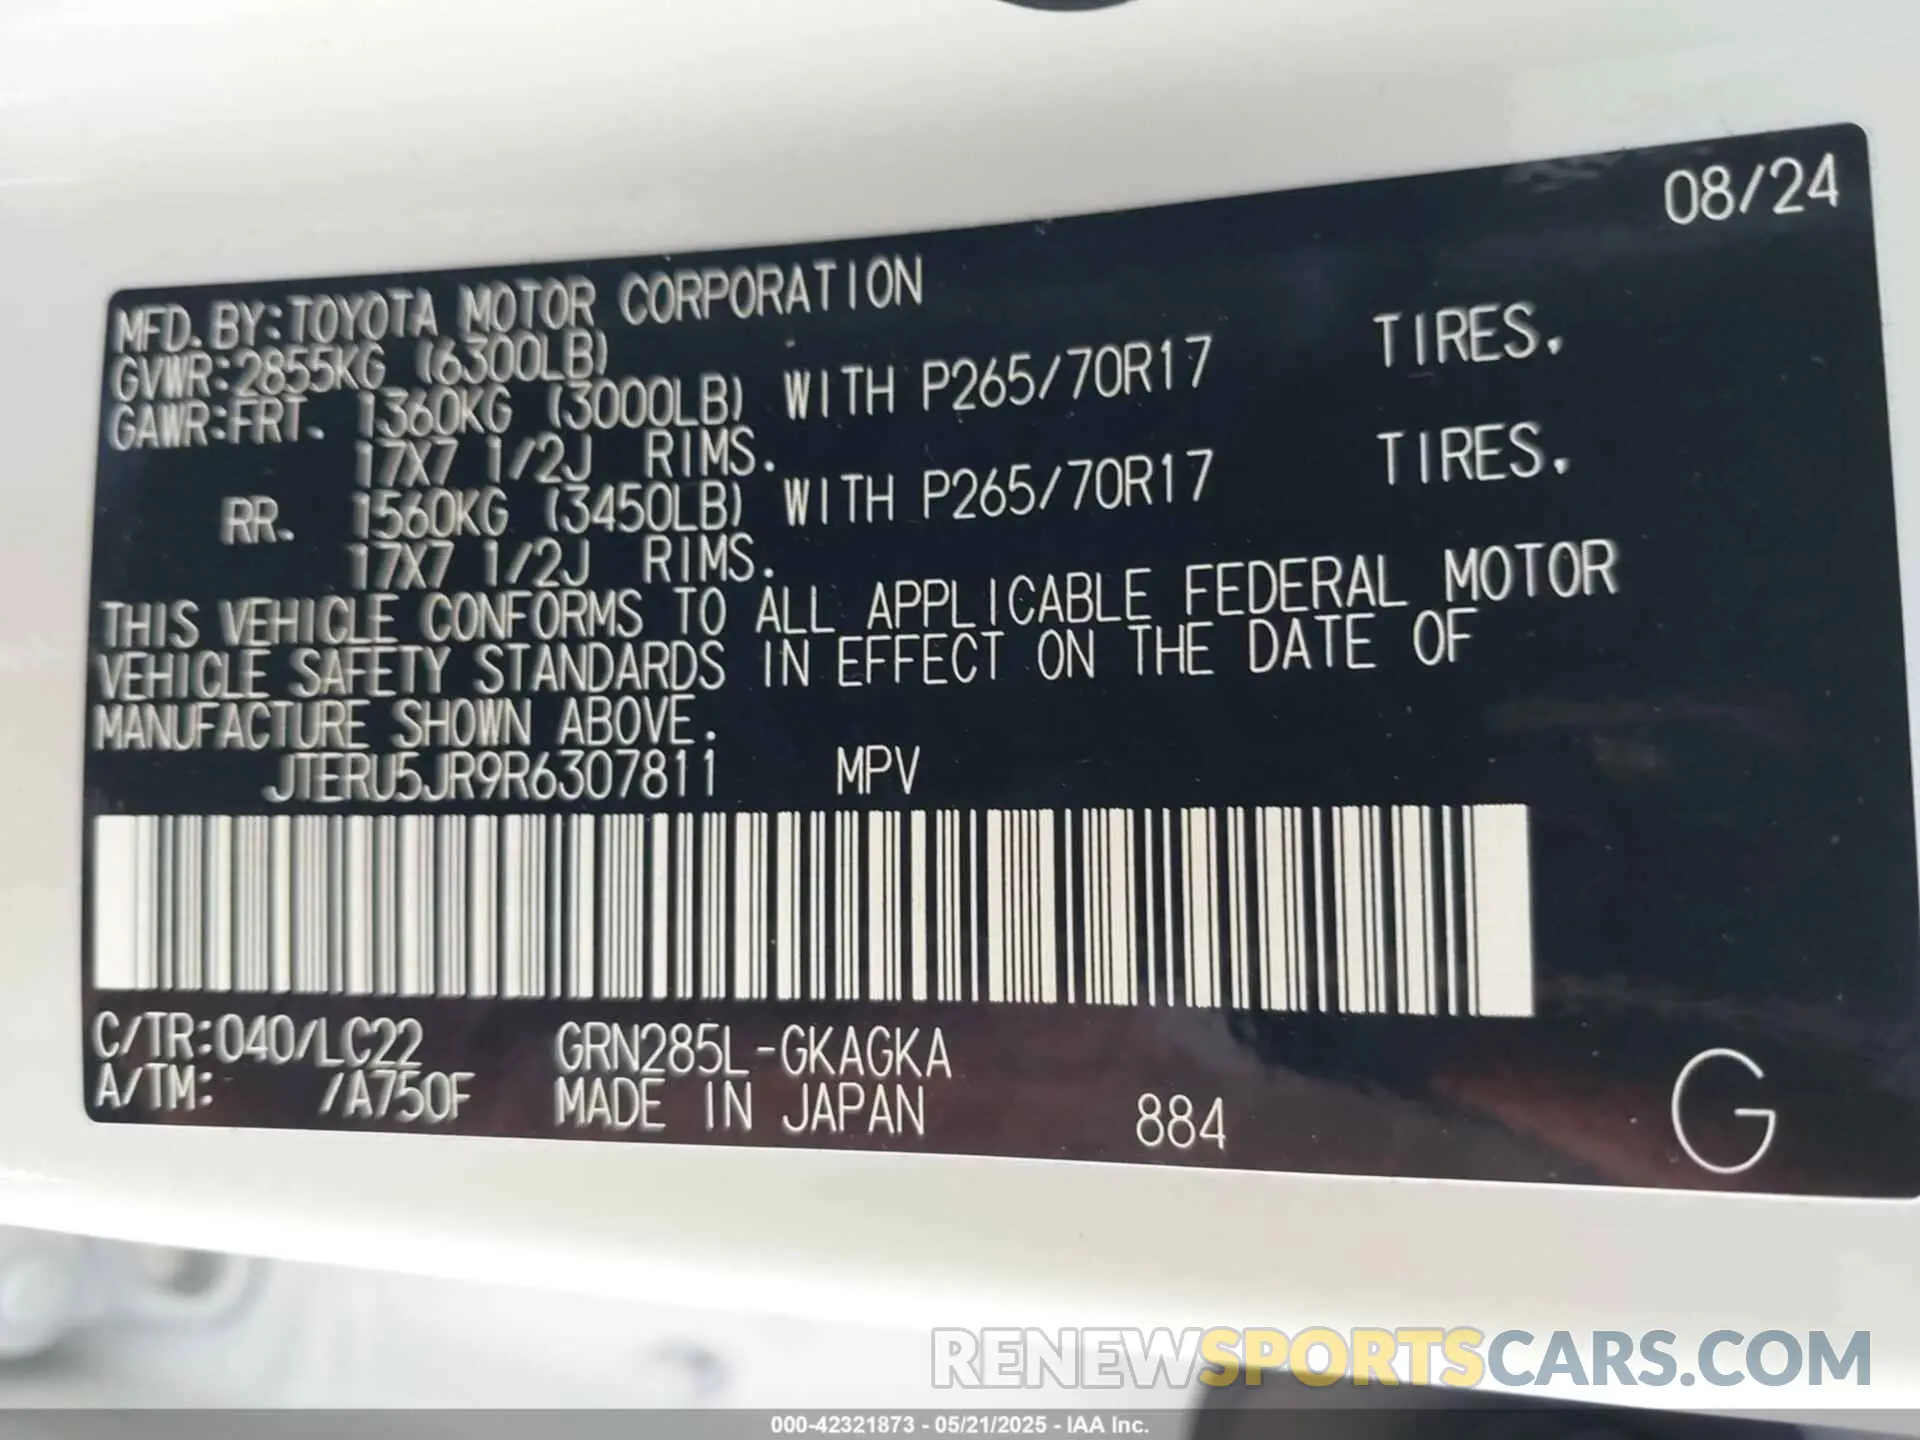 08/24
MFD. BY: TOYOTA MOTOR CORPORATION
GVWR: 2855KG (6300LB)
GAWR: FRT. 1360KG (3000LB) WITH P265/70R17 TIRES.
17X7 1/2J RIMS.
RR. 1560KG (3450LB) WITH P265/70R17 TIRES.
17X7 1/2J RIMS.
THIS VEHICLE CONFORMS TO ALL APPLICABLE FEDERAL MOTOR
VEHICLE SAFETY STANDARDS IN EFFECT ON THE DATE OF
MANUFACTURE SHOWN ABOVE.
JTERU5JR9R6307811 MPV
C/TR: 040/LC22 GRN285L-GKAGKA
A/TM: /A750F MADE IN JAPAN 884 G
RENEWSPORTSCARS.COM
000-42321873 - 05/21/2025 - IAA Inc.